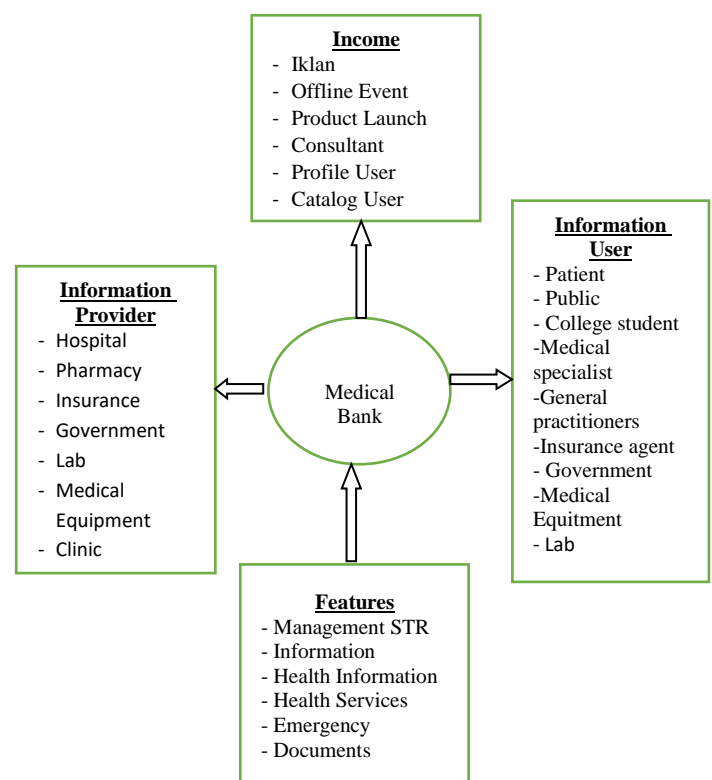 Income
- Iklan
- Offline Event
- Product Launch
- Consultant
- Profile User
- Catalog User
Information
Provider
- Hospital
- Pharmacy
- Insurance
- Government
- Lab
- Medical
Equipment
- Clinic
Medical
Bank
Information
User
- Patient
- Public
- College student
-Medical
specialist
-General
practitioners
-Insurance agent
- Government
-Medical
Equitment
- Lab
Features
- Management STR
- Information
- Health Information
- Health Services
- Emergency
- Documents